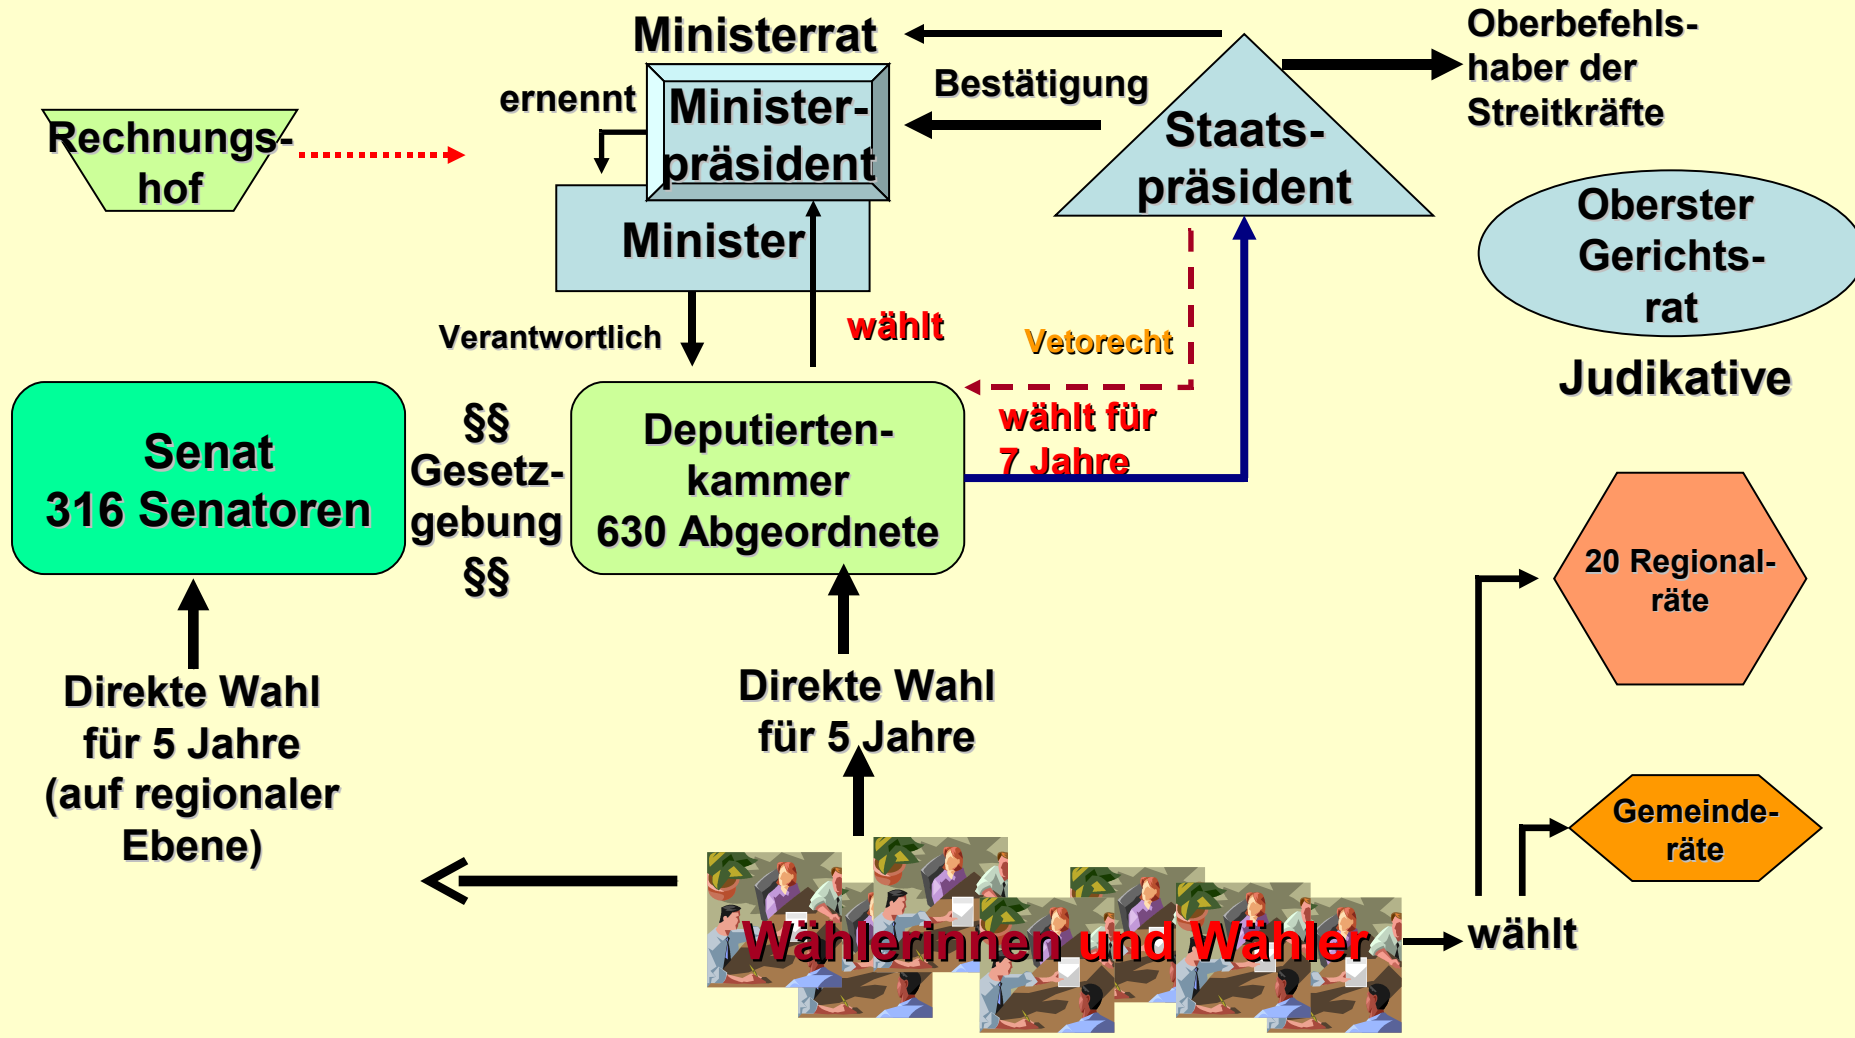 Ministerrat
Oberbefehls-
haber der
Streitkräfte
Bestätigung
ernennt
Minister-
präsident
Rechnungs-
hof
Staats-
präsident
Minister
Oberster
Gerichts-
rat
Judikative
Verantwortlich
wählt
Vetorecht
wählt für
7 Jahre
Senat
316 Senatoren
§§
Gesetz-
gebung
§§
Deputierten-
kammer
630 Abgeordnete
20 Regional-
räte
Direkte Wahl
für 5 Jahre
(auf regionaler
Ebene)
Direkte Wahl
für 5 Jahre
Gemeinde-
räte
Wählerinnen und Wähler
wählt